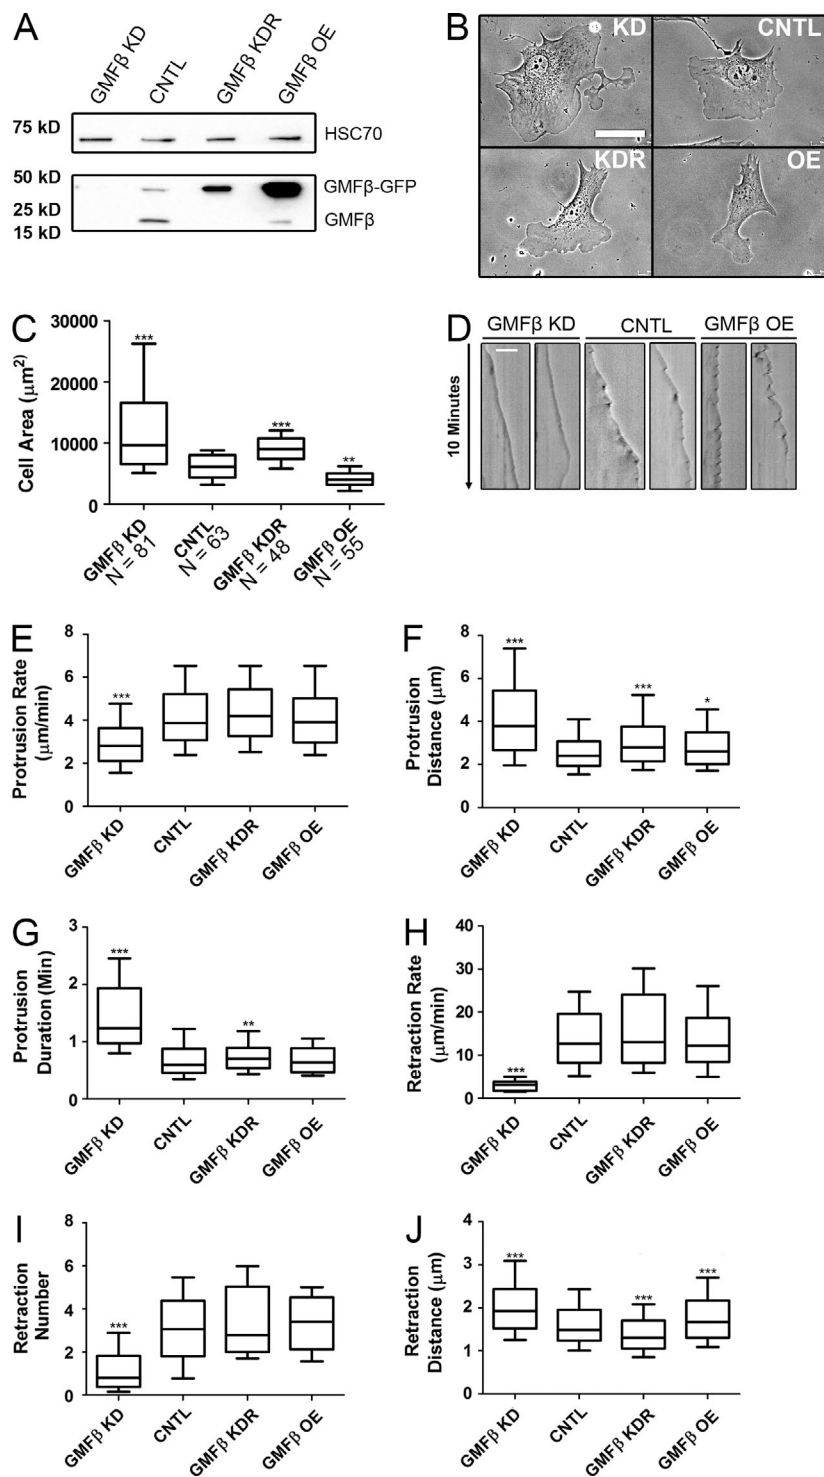 A
GMFβ KD
CNTL
GMFβ KDR
GMFβ OE
75 kD
HSC70
50 kD
GMFβ-GFP
25 kD
GMFβ
15 kD
B
KD
CNTL
KDR
OE
C
Cell Area (μm²)
30000
20000
10000
0
***
***
**
GMFβ KD
N = 81
CNTL
N = 63
GMFβ KDR
N = 48
GMFβ OE
N = 55
D
GMFβ KD
CNTL
GMFβ OE
10 Minutes
E
Protrusion Rate
(μm/min)
8
6
4
2
0
***
GMFβ KD
CNTL
GMFβ KDR
GMFβ OE
F
Protrusion
Distance (μm)
8
6
4
2
0
***
***
*
GMFβ KD
CNTL
GMFβ KDR
GMFβ OE
G
Protrusion
Duration (Min)
3
2
1
0
***
**
GMFβ KD
CNTL
GMFβ KDR
GMFβ OE
H
Retraction Rate
(μm/min)
40
30
20
10
0
***
GMFβ KD
CNTL
GMFβ KDR
GMFβ OE
I
Retraction
Number
8
6
4
2
0
***
GMFβ KD
CNTL
GMFβ KDR
GMFβ OE
J
Retraction
Distance (μm)
4
3
2
1
0
***
***
***
GMFβ KD
CNTL
GMFβ KDR
GMFβ OE